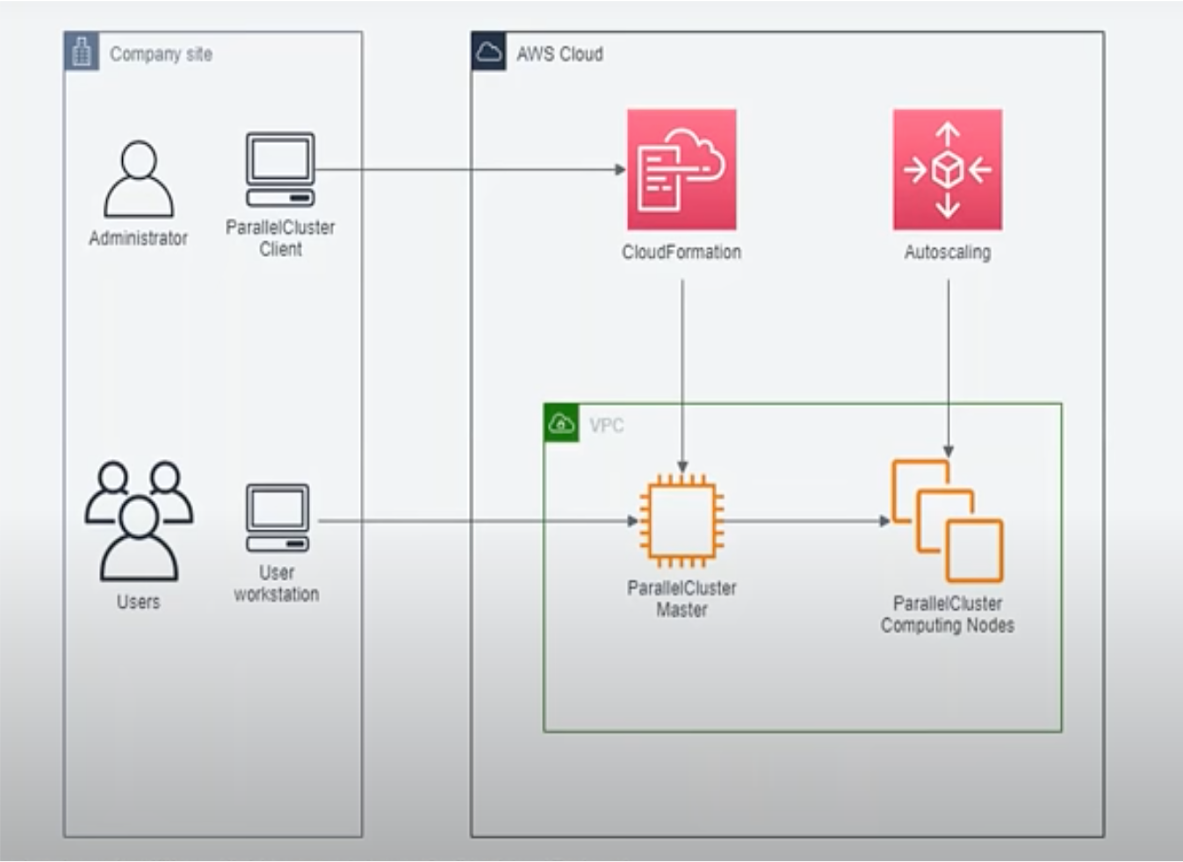 Company site
AWS Cloud
Administrator
ParallelCluster
Client
CloudFormation
Autoscaling
VPC
Users
User
workstation
ParallelCluster
Master
ParallelCluster
Computing Nodes